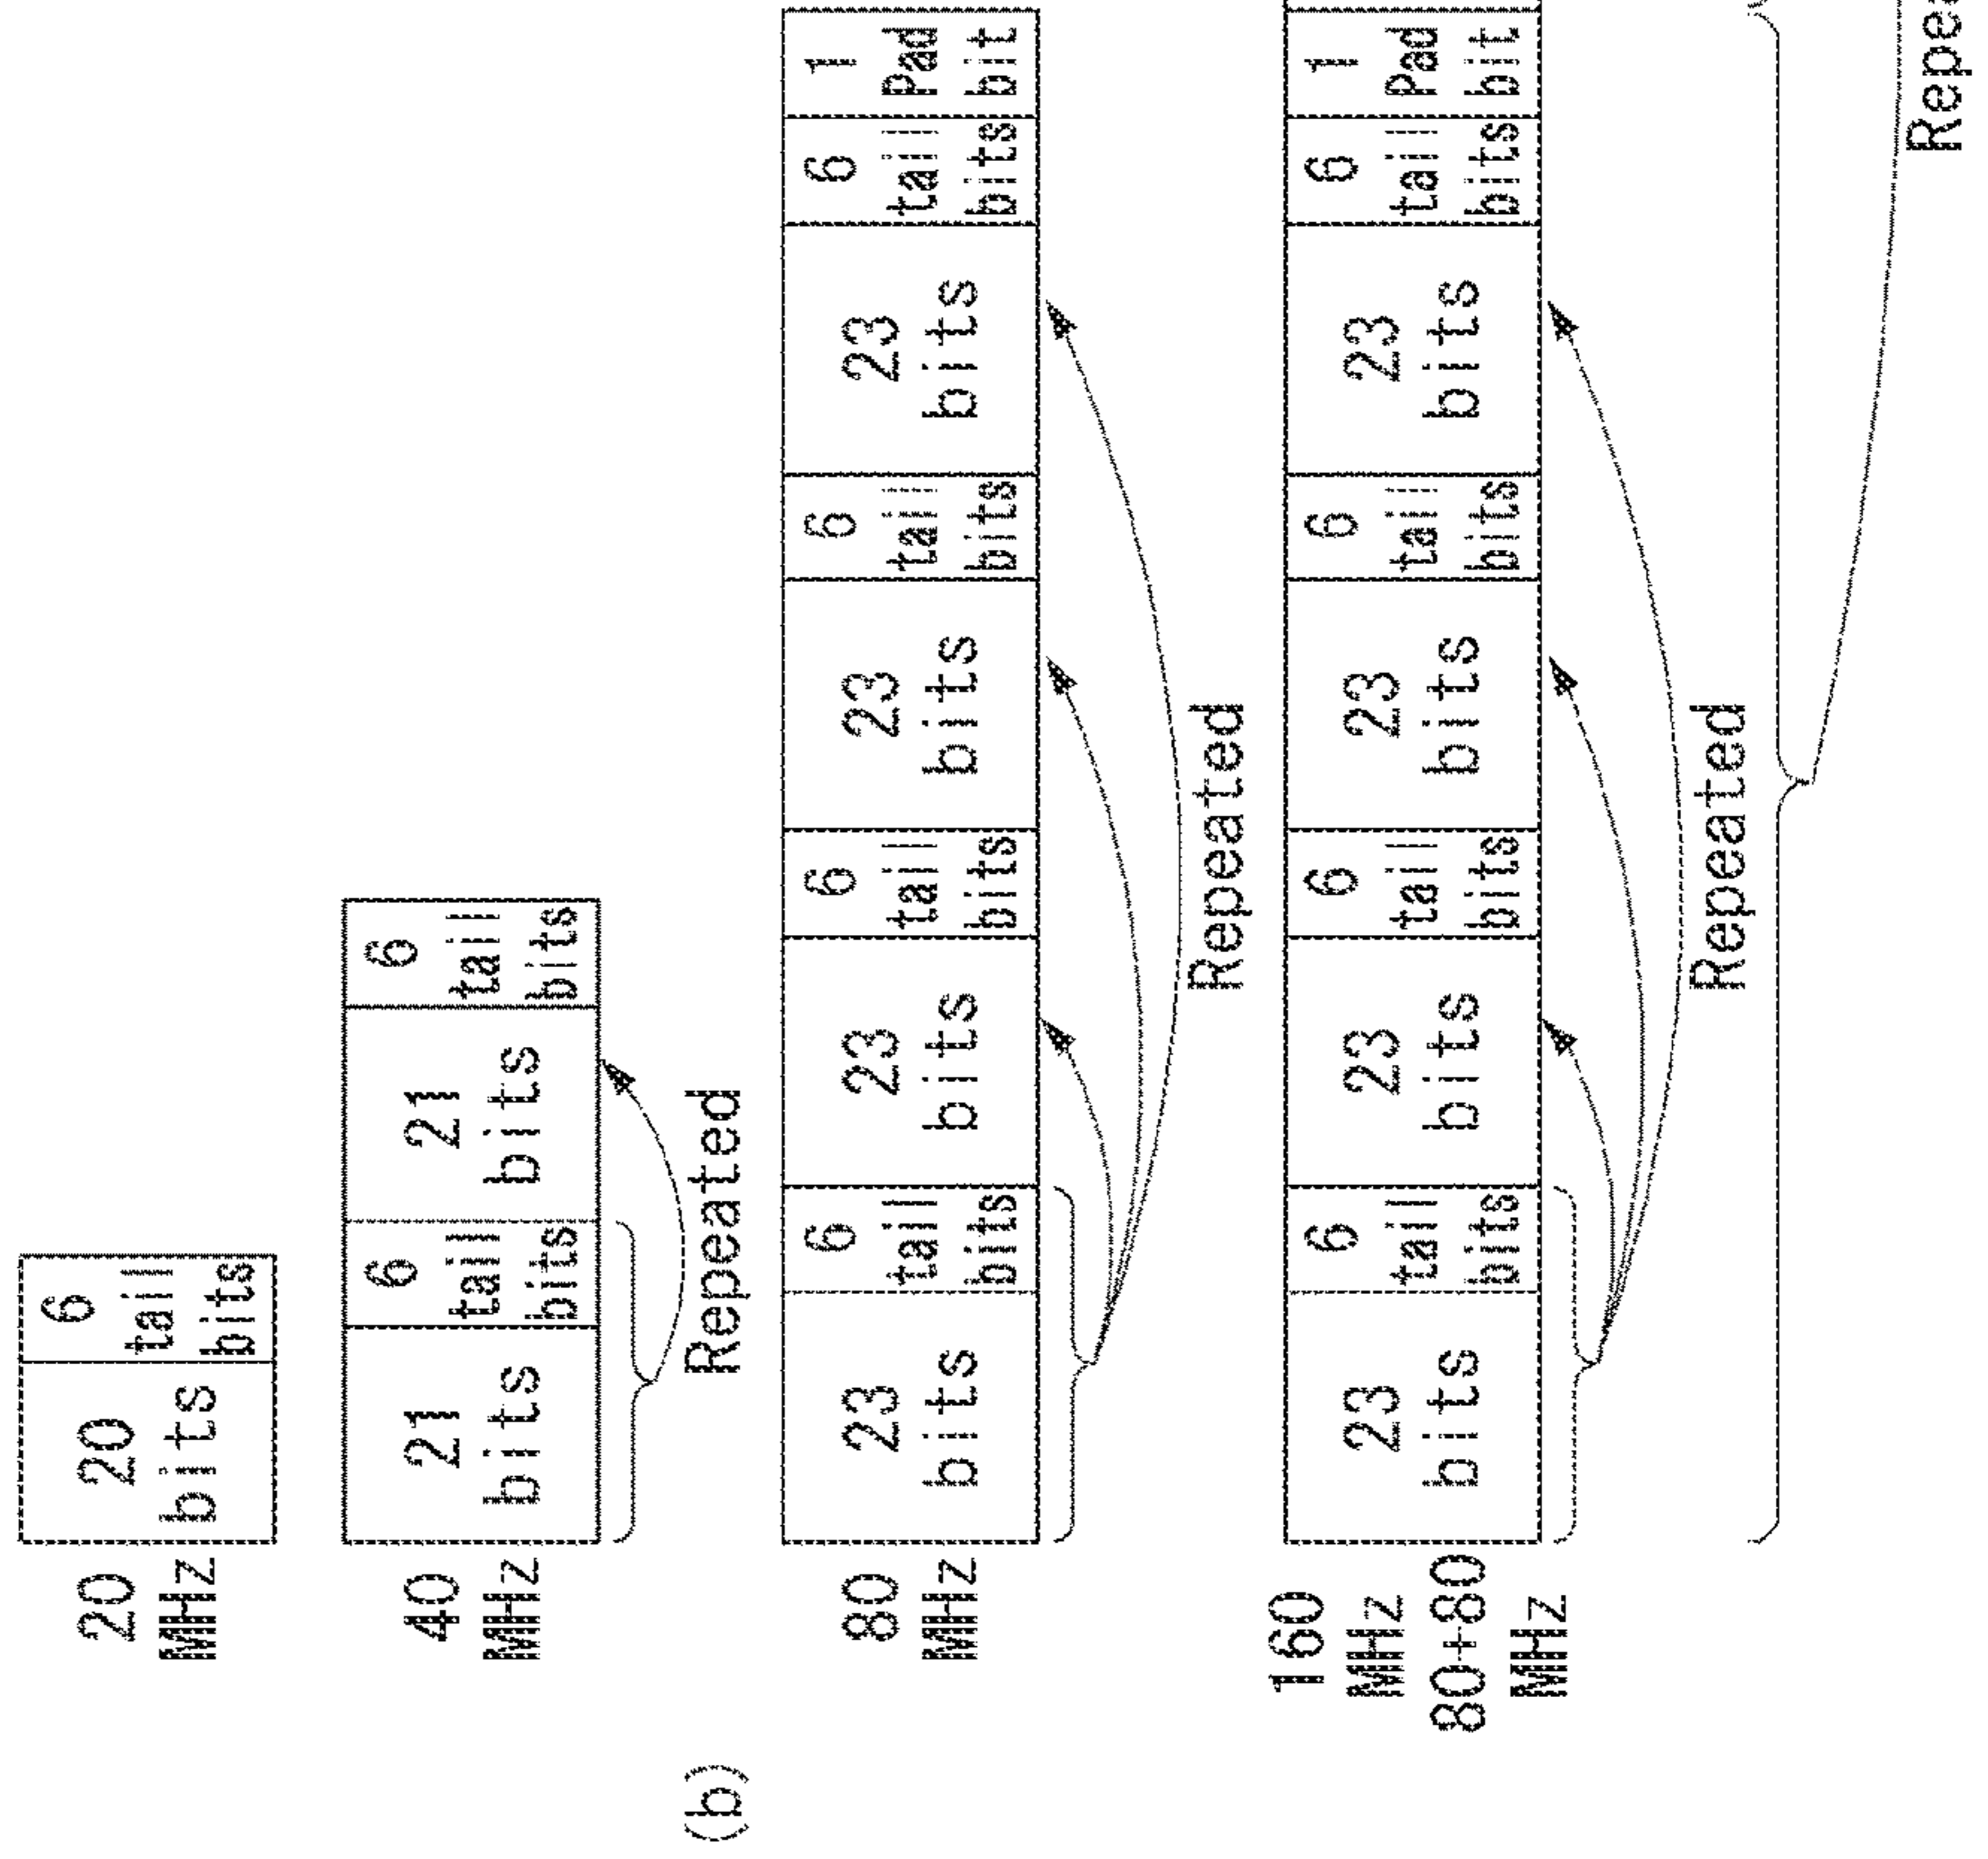 20
MHz
20
bits
6
tail
bits
40
MHz
21
bits
6
tail
bits
21
bits
6
tail
bits
Repeated
(b)
80
MHz
23
bits
6
tail
bits
23
bits
6
tail
bits
23
bits
6
tail
bits
23
bits
6
tail
bits
1
Pad
bit
Repeated
160
MHz
80+80
MHz
23
bits
6
tail
bits
23
bits
6
tail
bits
23
bits
6
tail
bits
23
bits
6
tail
bits
1
Pad
bit
Repeated